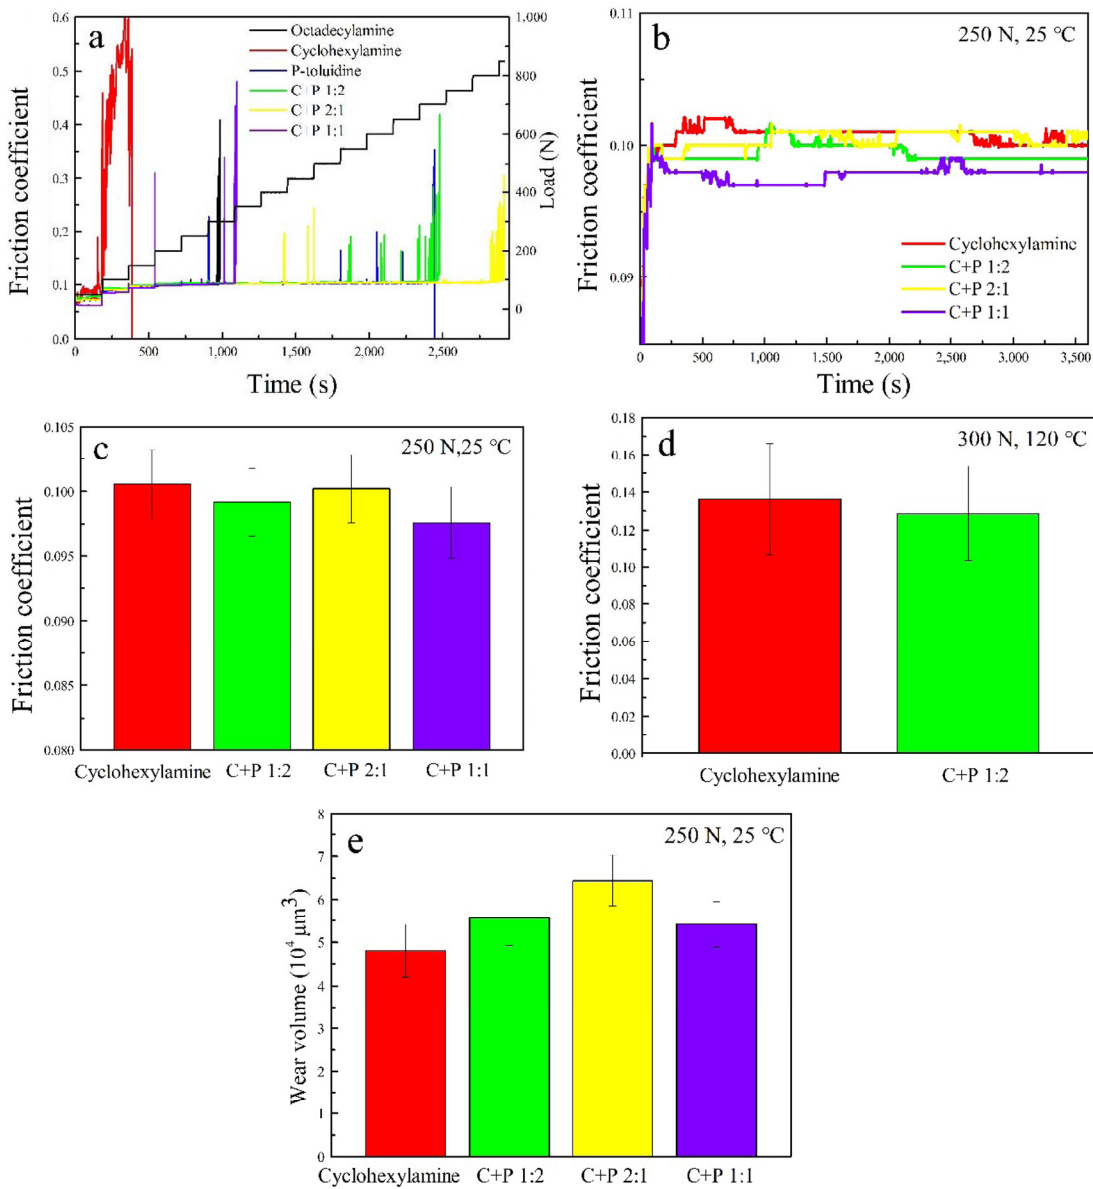 a
Friction coefficient
0.6
0.5
0.4
0.3
0.2
0.1
0.0
Octadecylamine
Cyclohexylamine
P-toluidine
C+P 1:2
C+P 2:1
C+P 1:1
1,000
800
600
400
200
0
Load (N)
0 500 1,000 1,500 2,000 2,500
Time (s)
b
250 N, 25 °C
Friction coefficient
0.11
0.10
0.09
Cyclohexylamine
C+P 1:2
C+P 2:1
C+P 1:1
0 500 1,000 1,500 2,000 2,500 3,000 3,500
Time (s)
c
250 N,25 °C
Friction coefficient
0.105
0.100
0.095
0.090
0.085
0.080
Cyclohexylamine C+P 1:2 C+P 2:1 C+P 1:1
d
300 N, 120 °C
Friction coefficient
0.18
0.16
0.14
0.12
0.10
0.08
0.06
0.04
0.02
0.00
Cyclohexylamine C+P 1:2
e
250 N, 25 °C
Wear volume (10⁴ μm³)
8
7
6
5
4
3
2
1
0
Cyclohexylamine C+P 1:2 C+P 2:1 C+P 1:1